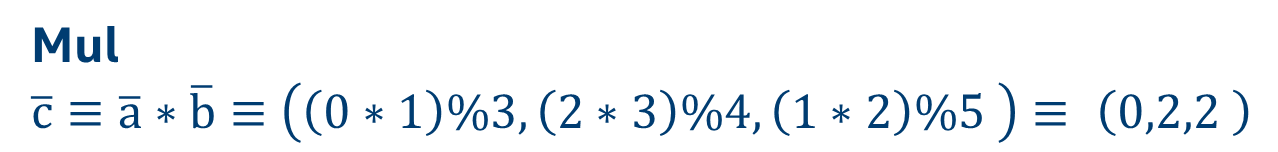 Mul
c̅ ≡ a̅ ∗ b̅ ≡ ((0 ∗ 1)%3, (2 ∗ 3)%4, (1 ∗ 2)%5 ) ≡ (0,2,2 )